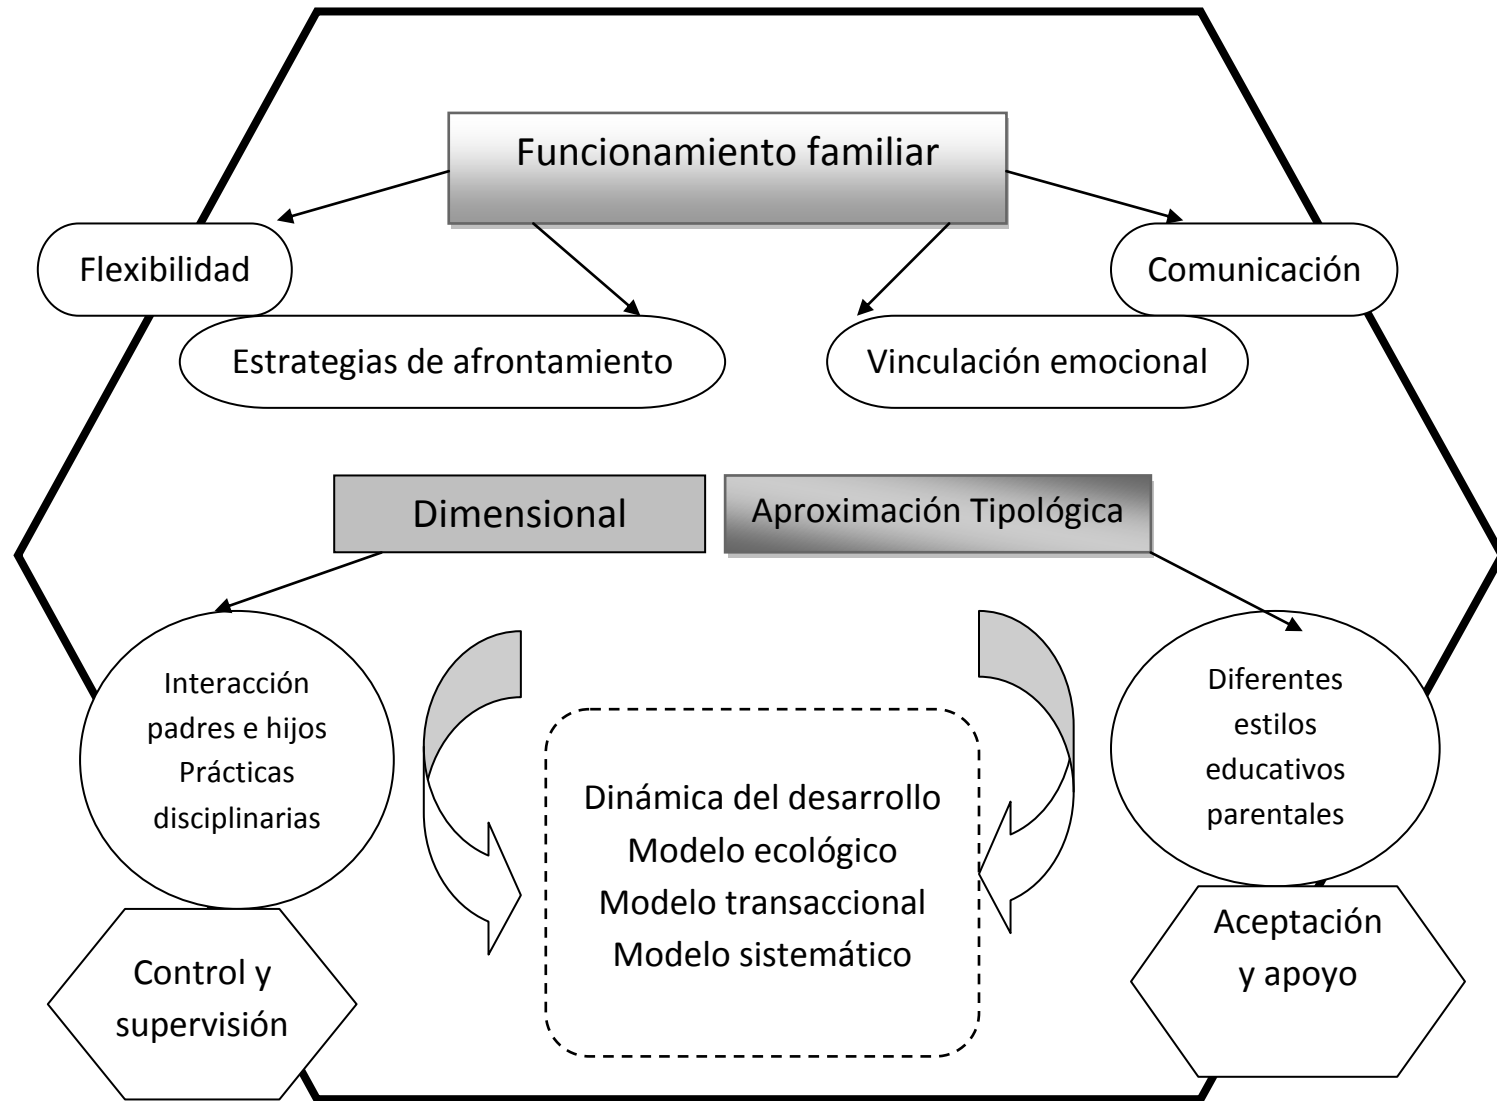 Funcionamiento familiar
Flexibilidad
Comunicación
Estrategias de afrontamiento
Vinculación emocional
Dimensional
Aproximación Tipológica
Interacción
padres e hijos
Prácticas
disciplinarias
Diferentes
estilos
educativos
parentales
Dinámica del desarrollo
Modelo ecológico
Modelo transaccional
Modelo sistemático
Control y
supervisión
Aceptación
y apoyo